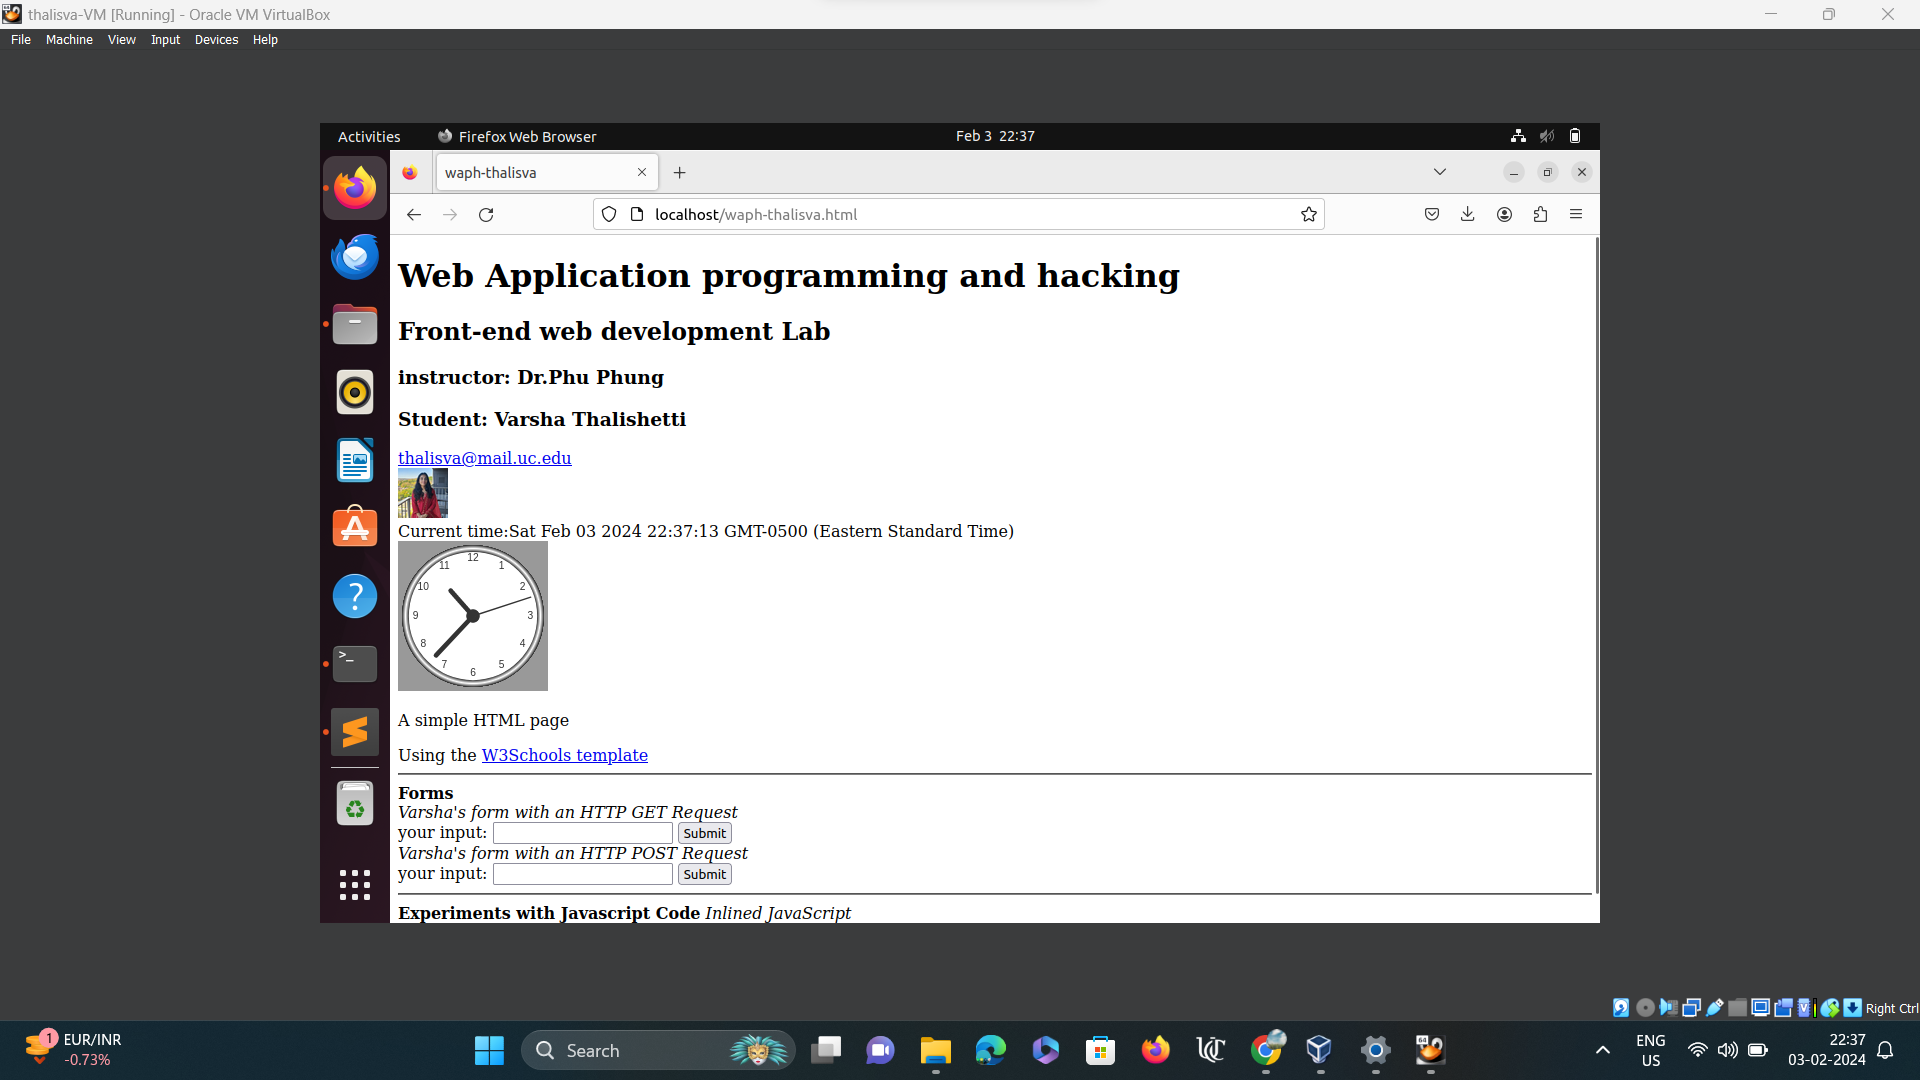 thalisva-VM [Running] - Oracle VM VirtualBox
File Machine View Input Devices Help
Activities Firefox Web Browser Feb 3 22:37
waph-thalisva
localhost/waph-thalisva.html
Web Application programming and hacking
Front-end web development Lab
instructor: Dr.Phu Phung
Student: Varsha Thalishetti
thalisva@mail.uc.edu
Current time:Sat Feb 03 2024 22:37:13 GMT-0500 (Eastern Standard Time)
12
11 1
10 2
9 3
8 4
7 5
6
A simple HTML page
Using the W3Schools template
Forms
Varsha's form with an HTTP GET Request
your input: Submit
Varsha's form with an HTTP POST Request
your input: Submit
Experiments with Javascript Code Inlined JavaScript
Right Ctrl
1 EUR/INR
-0.73%
Search
64
ENG
US
22:37
03-02-2024